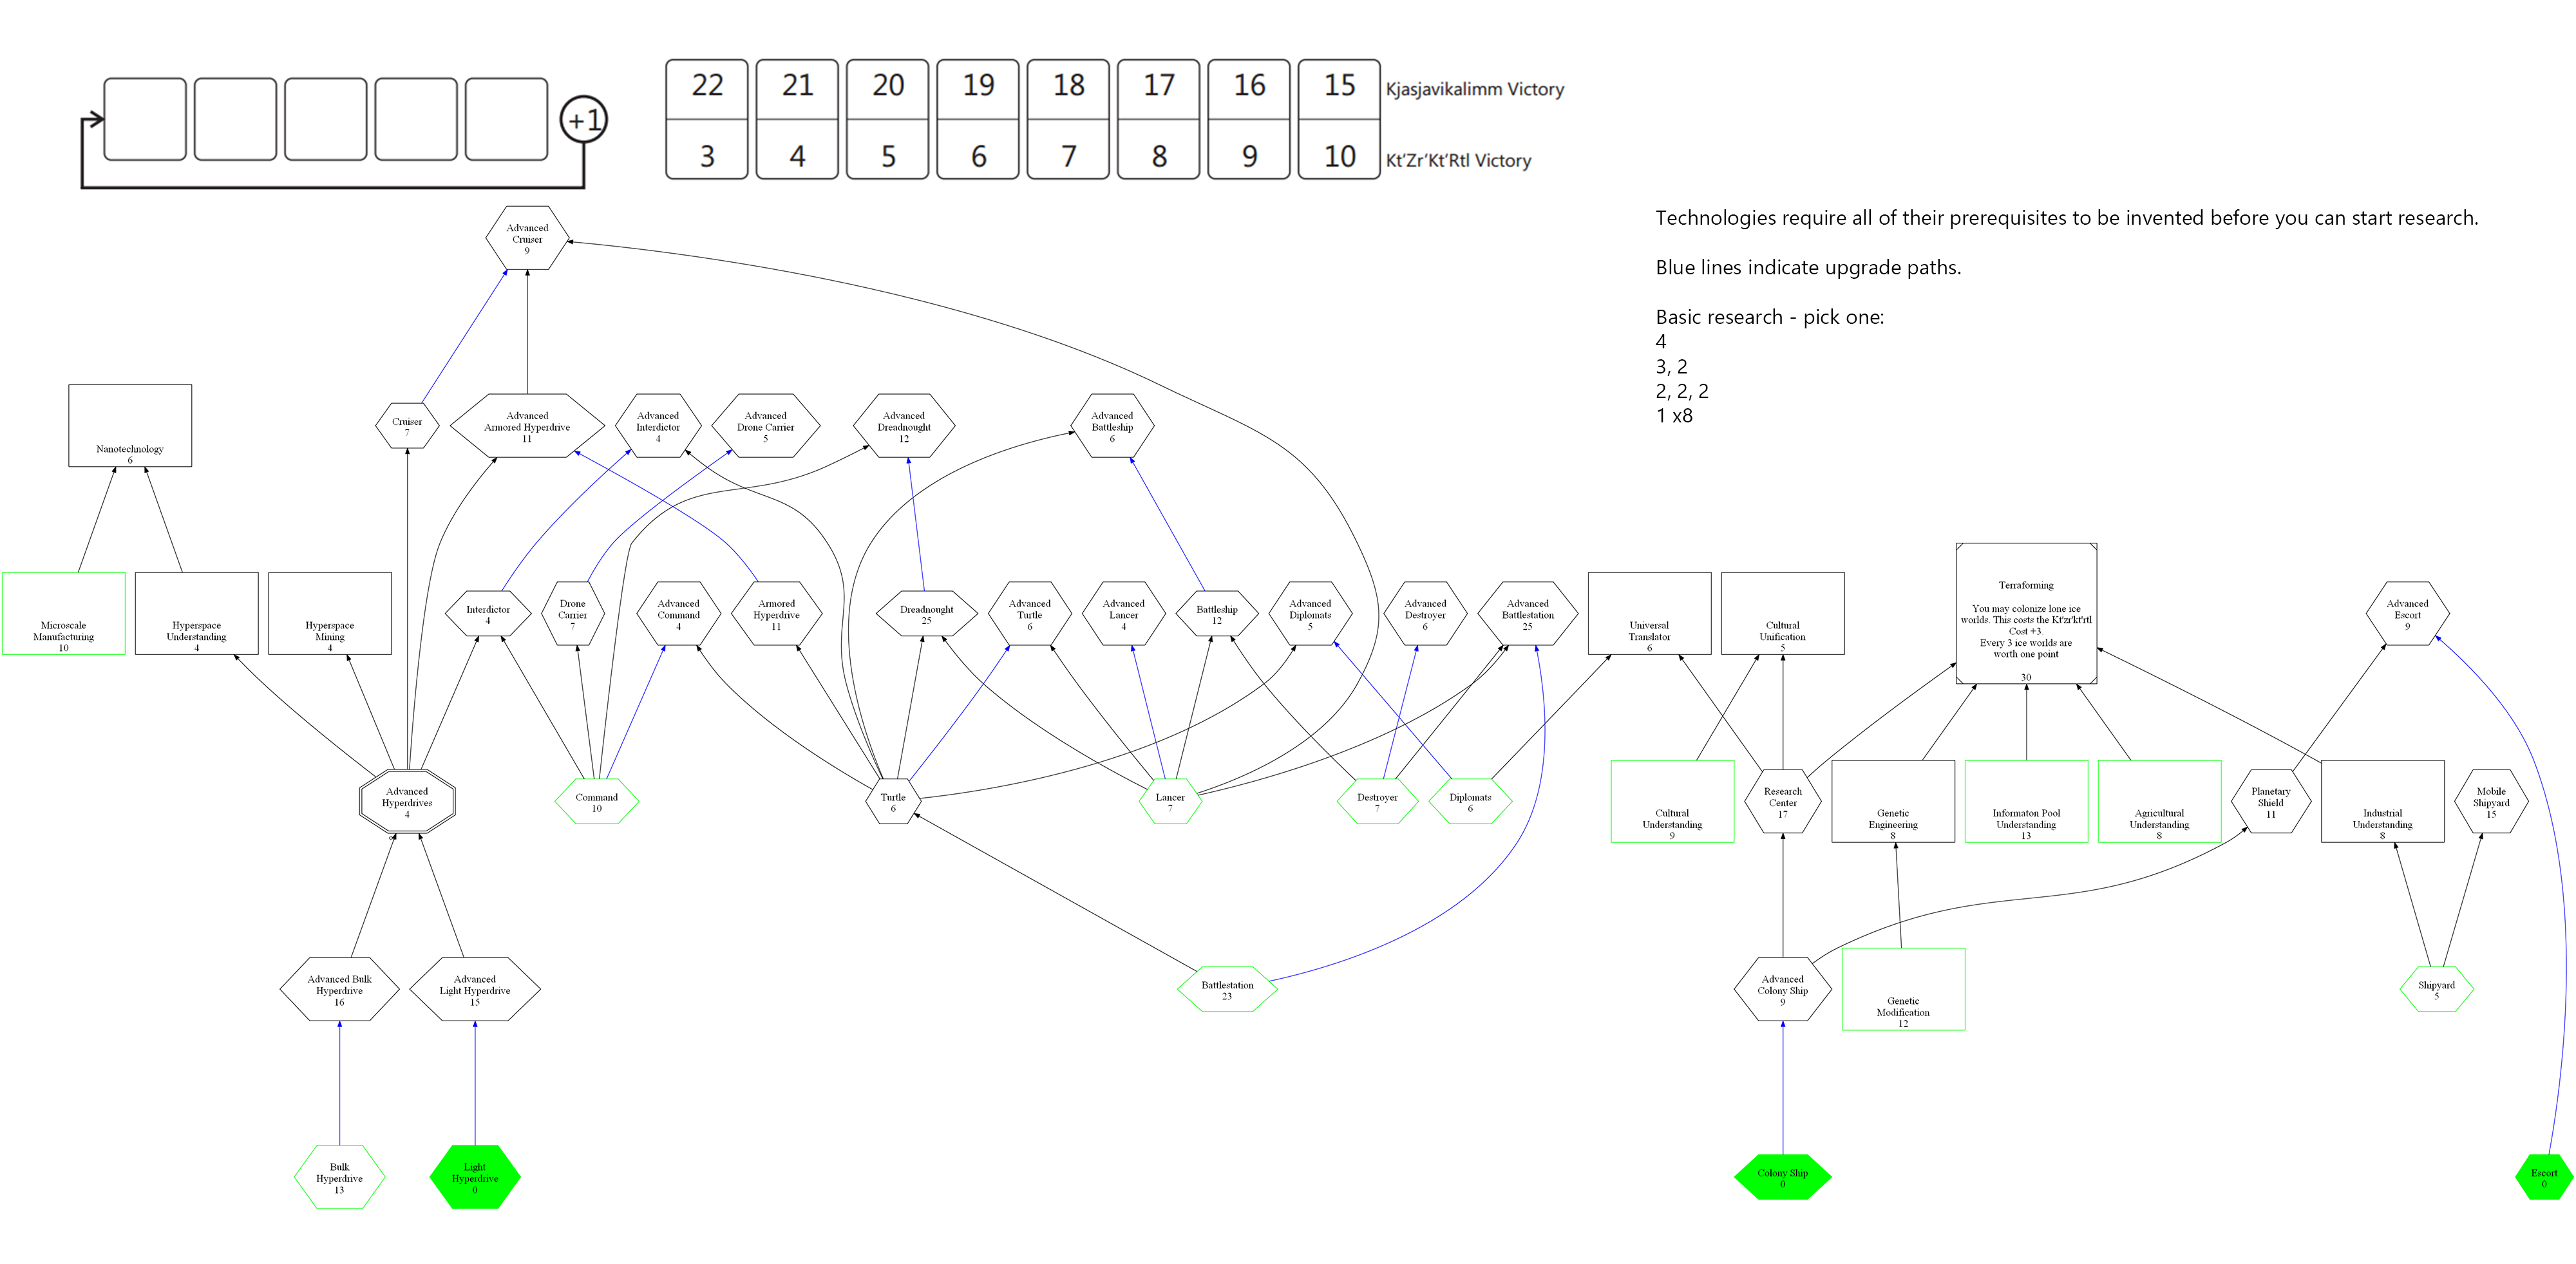 +1
22 21 20 19 18 17 16 15 Kjasjavikalimm Victory
3 4 5 6 7 8 9 10 Kt'Zr'Kt'Rtl Victory
Technologies require all of their prerequisites to be invented before you can start research.
Blue lines indicate upgrade paths.
Basic research - pick one:
4
3, 2
2, 2, 2
1 x8
Advanced
Cruiser
9
Nanotechnology
6
Cruiser
7
Advanced
Armored Hyperdrive
11
Advanced
Interdictor
4
Advanced
Drone Carrier
5
Advanced
Dreadnought
12
Advanced
Battleship
6
Microscale
Manufacturing
10
Hyperspace
Understanding
4
Hyperspace
Mining
4
Interdictor
4
Drone
Carrier
7
Advanced
Command
4
Armored
Hyperdrive
11
Dreadnought
25
Advanced
Turtle
6
Advanced
Lancer
4
Battleship
12
Advanced
Diplomats
5
Advanced
Destroyer
6
Advanced
Battlestation
25
Universal
Translator
6
Cultural
Unification
5
Terraforming
You may colonize lone ice
worlds. This costs the Kt'zr'kt'rtl
Cost +3.
Every 3 ice worlds are
worth one point
30
Advanced
Escort
9
Advanced
Hyperdrives
4
Command
10
Turtle
6
Lancer
7
Destroyer
7
Diplomats
6
Cultural
Understanding
9
Research
Center
17
Genetic
Engineering
8
Informaton Pool
Understanding
13
Agricultural
Understanding
8
Planetary
Shield
11
Industrial
Understanding
8
Mobile
Shipyard
15
Advanced Bulk
Hyperdrive
16
Advanced
Light Hyperdrive
15
Battlestation
23
Advanced
Colony Ship
9
Genetic
Modification
12
Shipyard
5
Bulk
Hyperdrive
13
Light
Hyperdrive
0
Colony Ship
0
Escort
0